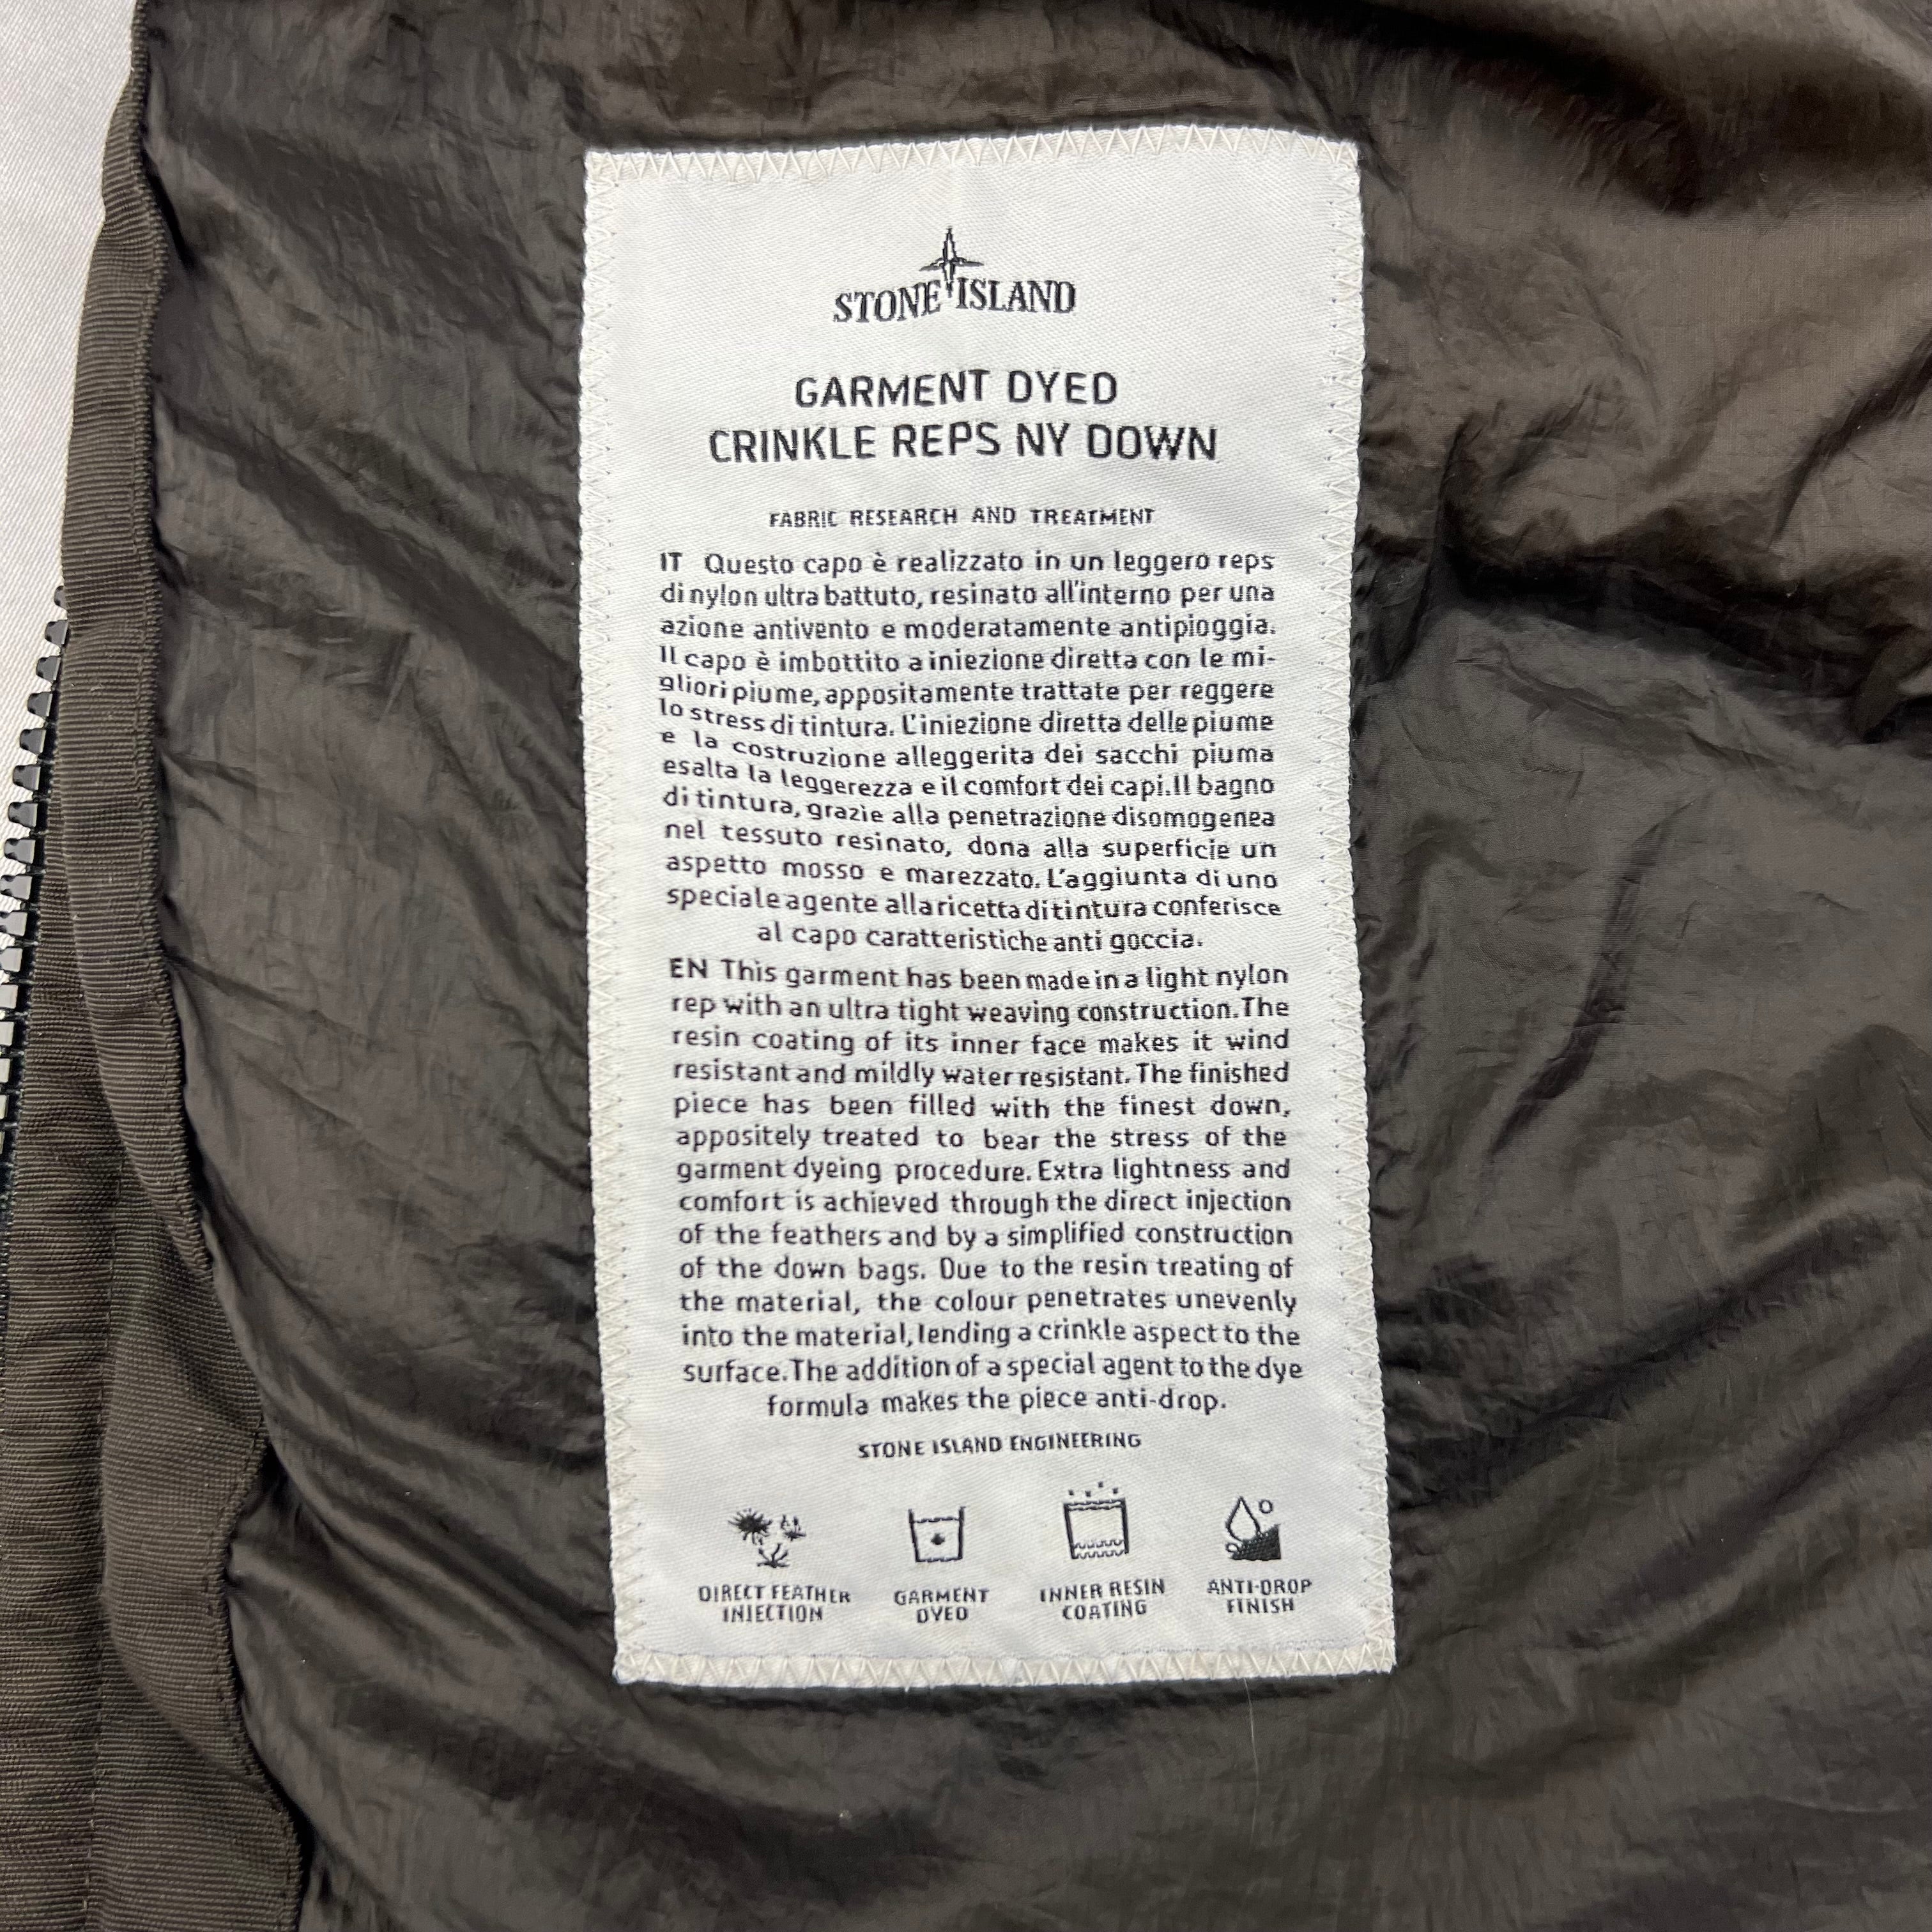 STONE ISLAND
GARMENT DYED
CRINKLE REPS NY DOWN
FABRIC RESEARCH AND TREATMENT
IT Questo capo è realizzato in un leggero reps
di nylon ultra battuto, resinato all'interno per una
azione antivento e moderatamente antipioggia.
Il capo è imbottito a iniezione diretta con le mi-
gliori piume, appositamente trattate per reggere
lo stress di tintura. L'iniezione diretta delle piume
e la costruzione alleggerita dei sacchi piuma
esalta la leggerezza e il comfort dei capi. Il bagno
di tintura, grazie alla penetrazione disomogenea
nel tessuto resinato, dona alla superficie un
aspetto mosso e marezzato. L'aggiunta di uno
speciale agente alla ricetta di tintura conferisce
al capo caratteristiche anti goccia.
EN This garment has been made in a light nylon
rep with an ultra tight weaving construction. The
resin coating of its inner face makes it wind
resistant and mildly water resistant. The finished
piece has been filled with the finest down,
appositely treated to bear the stress of the
garment dyeing procedure. Extra lightness and
comfort is achieved through the direct injection
of the feathers and by a simplified construction
of the down bags. Due to the resin treating of
the material, the colour penetrates unevenly
into the material, lending a crinkle aspect to the
surface. The addition of a special agent to the dye
formula makes the piece anti-drop.
STONE ISLAND ENGINEERING
DIRECT FEATHER INJECTION
GARMENT DYED
INNER RESIN COATING
ANTI-DROP FINISH